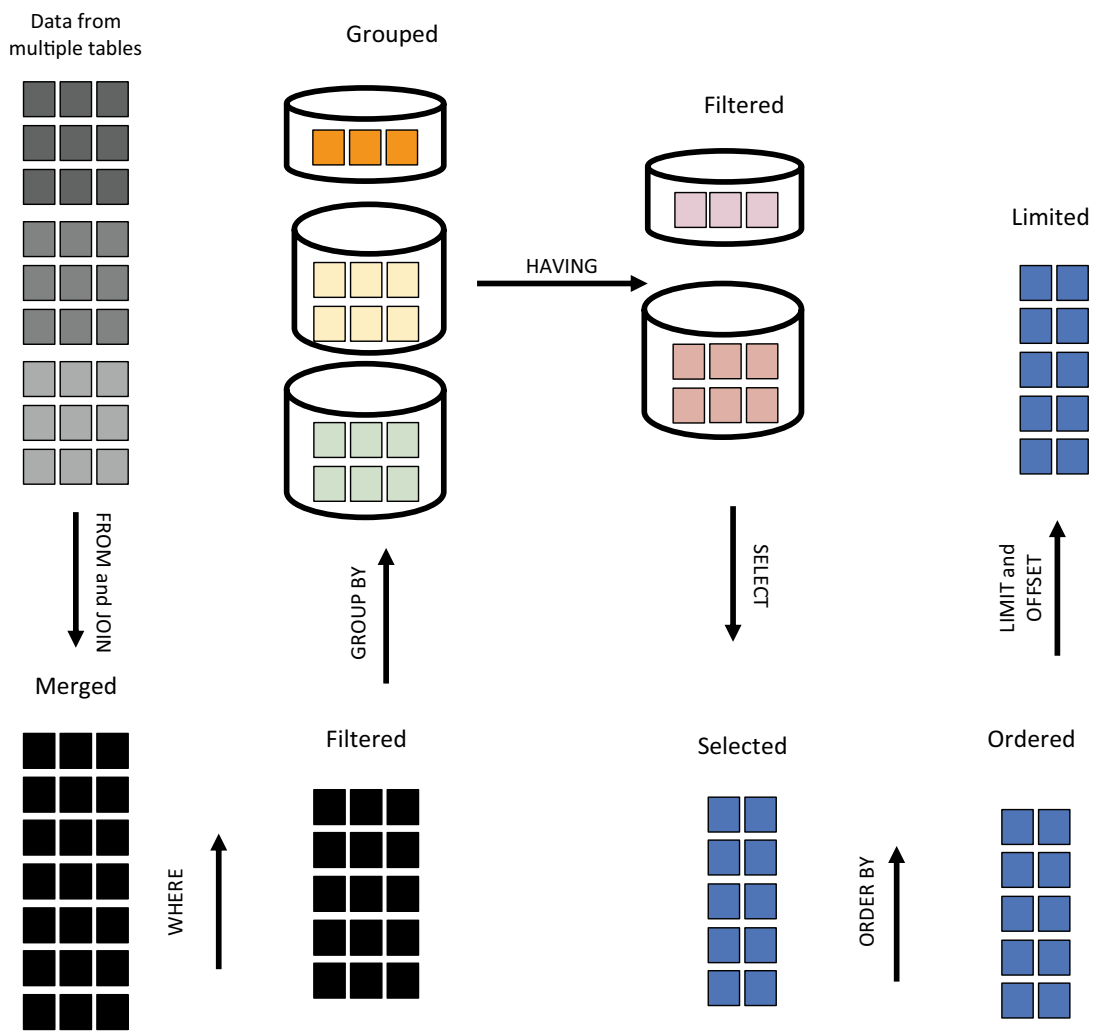 Data from
multiple tables
FROM and JOIN
Merged
WHERE
Filtered
GROUP BY
Grouped
HAVING
Filtered
SELECT
Selected
ORDER BY
Ordered
LIMIT and
OFFSET
Limited